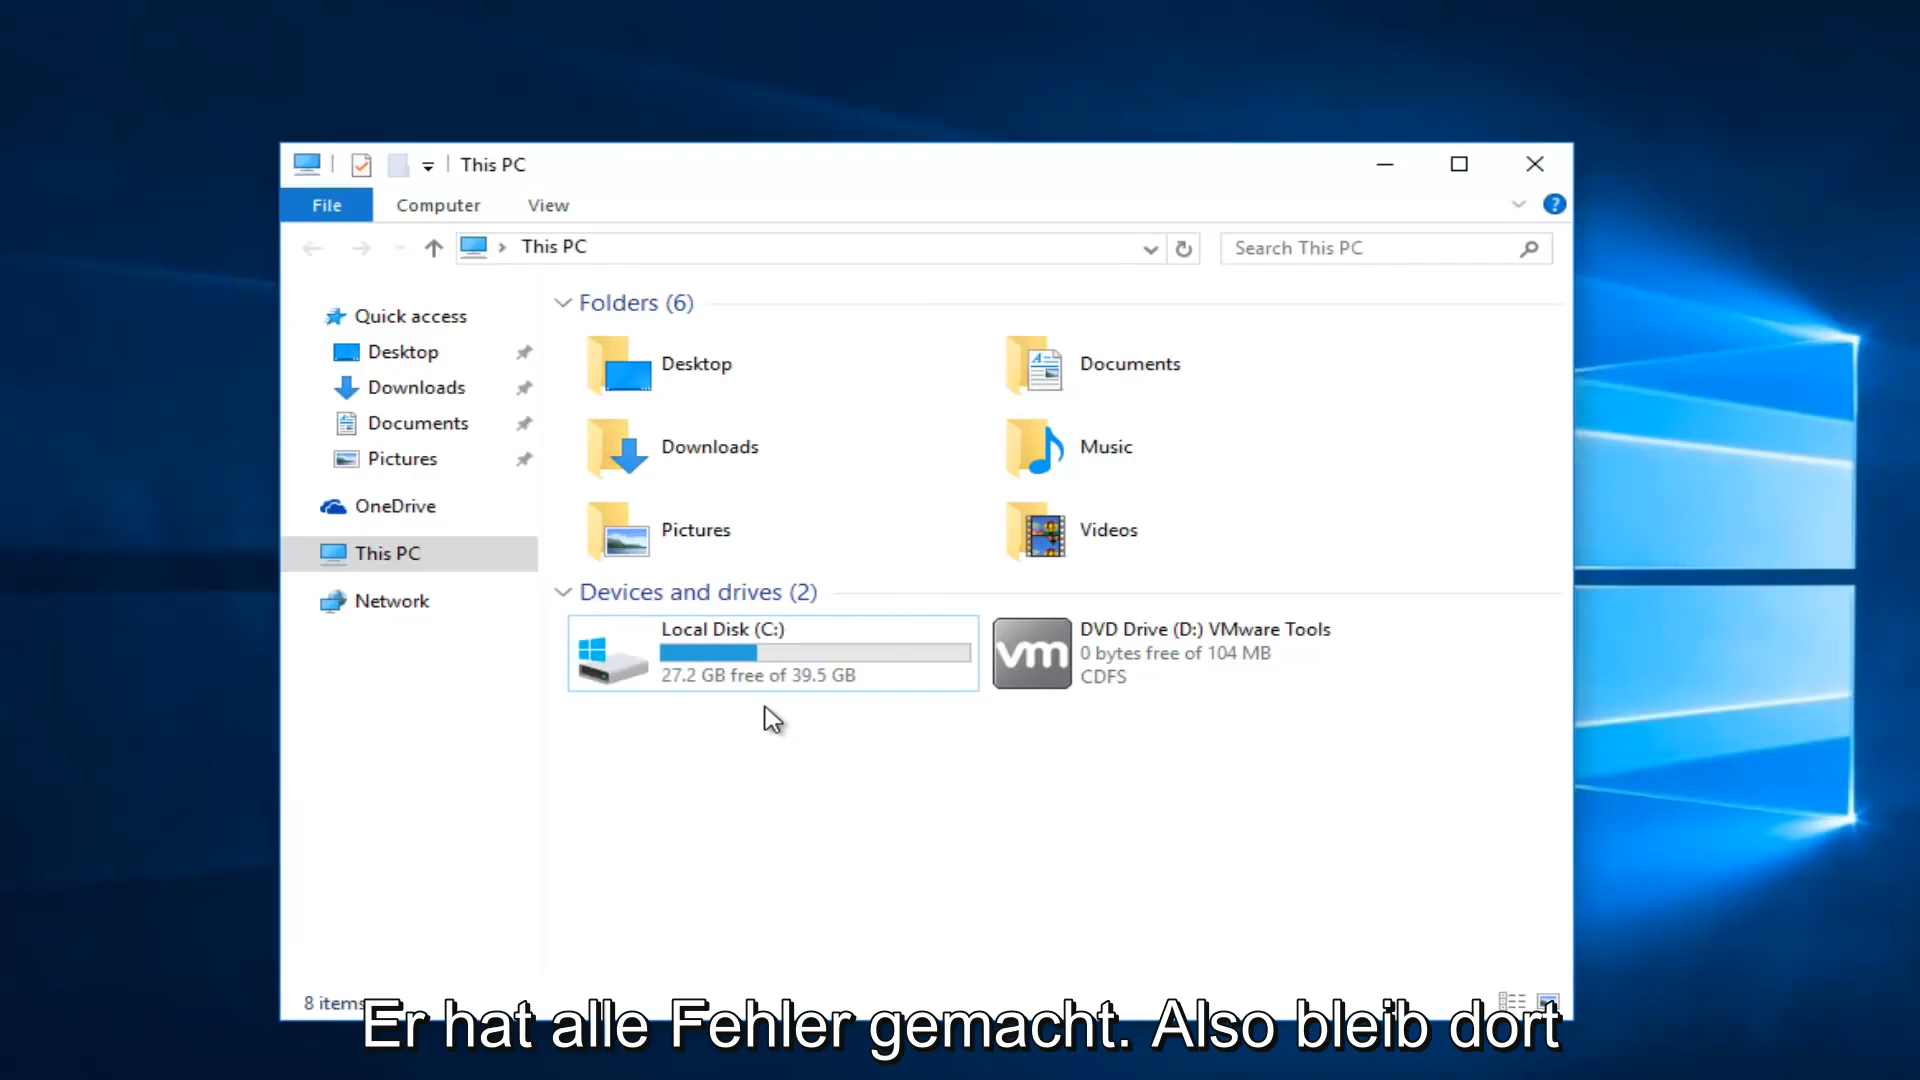 This PC
File Computer View
This PC
Search This PC
Quick access
Desktop
Downloads
Documents
Pictures
OneDrive
This PC
Network
Folders (6)
Desktop
Documents
Downloads
Music
Pictures
Videos
Devices and drives (2)
Local Disk (C:)
27.2 GB free of 39.5 GB
vm
DVD Drive (D:) VMware Tools
0 bytes free of 104 MB
CDFS
8 items
Er hat alle Fehler gemacht. Also bleib dort